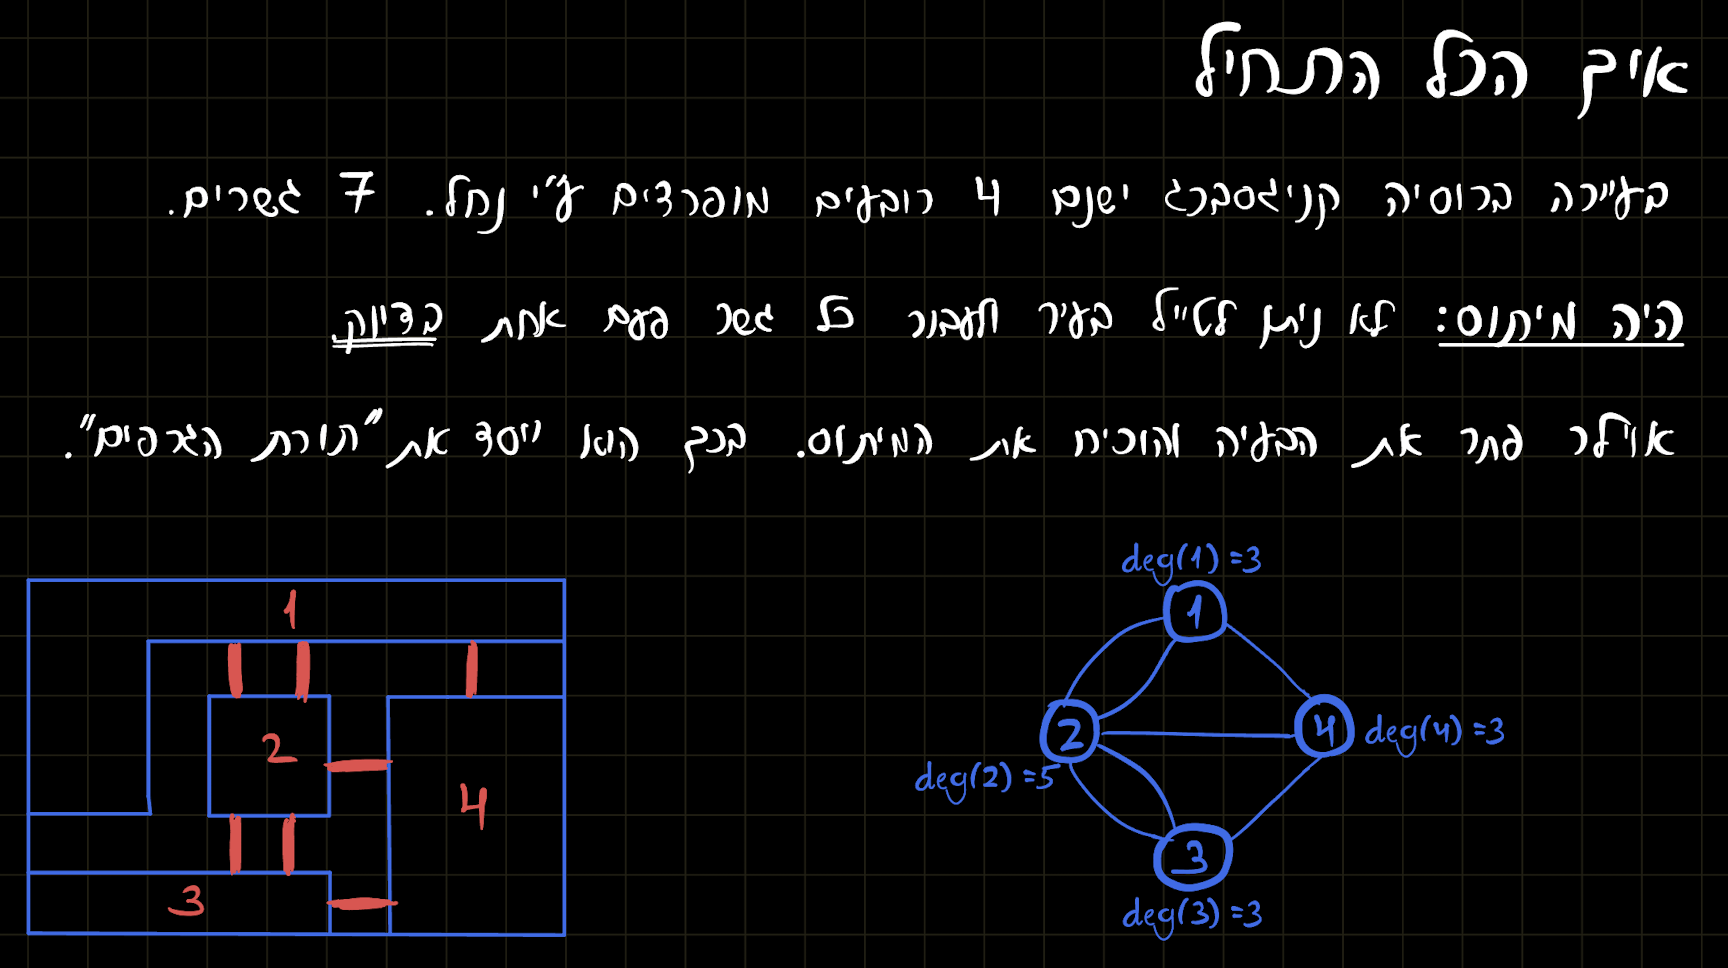 איך הכל התחיל
בעיירה ברוסיה קניגסברג ישנם 4 רובעים מופרדים ע"י נחל. 7 גשרים.
היה מיתוס: לא ניתן לטייל בעיר ולעבור כל גשר פעם אחת בדיוק.
אוילר פתר את הבעיה והוכיח את המיתוס. בכך הוא ייסד את "תורת הגרפים".
deg(1)=3
1
1
2
2
4
deg(4)=3
deg(2)=5
4
3
3
deg(3)=3